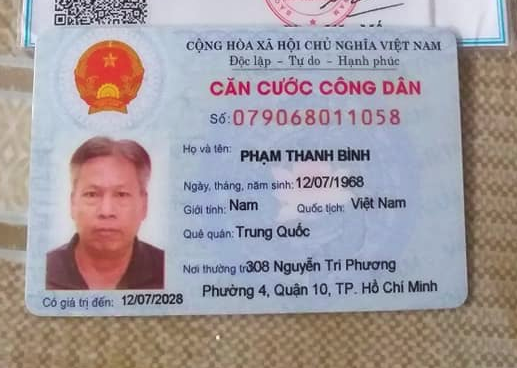 CỘNG HÒA XÃ HỘI CHỦ NGHĨA VIỆT NAM
Độc lập - Tự do - Hạnh phúc
CĂN CƯỚC CÔNG DÂN
Số: 079068011058
Họ và tên: PHẠM THANH BÌNH
Ngày, tháng, năm sinh: 12/07/1968
Giới tính: Nam Quốc tịch: Việt Nam
Quê quán: Trung Quốc
Nơi thường tr308 Nguyễn Tri Phương
Phường 4, Quận 10, TP. Hồ Chí Minh
Có giá trị đến: 12/07/2028